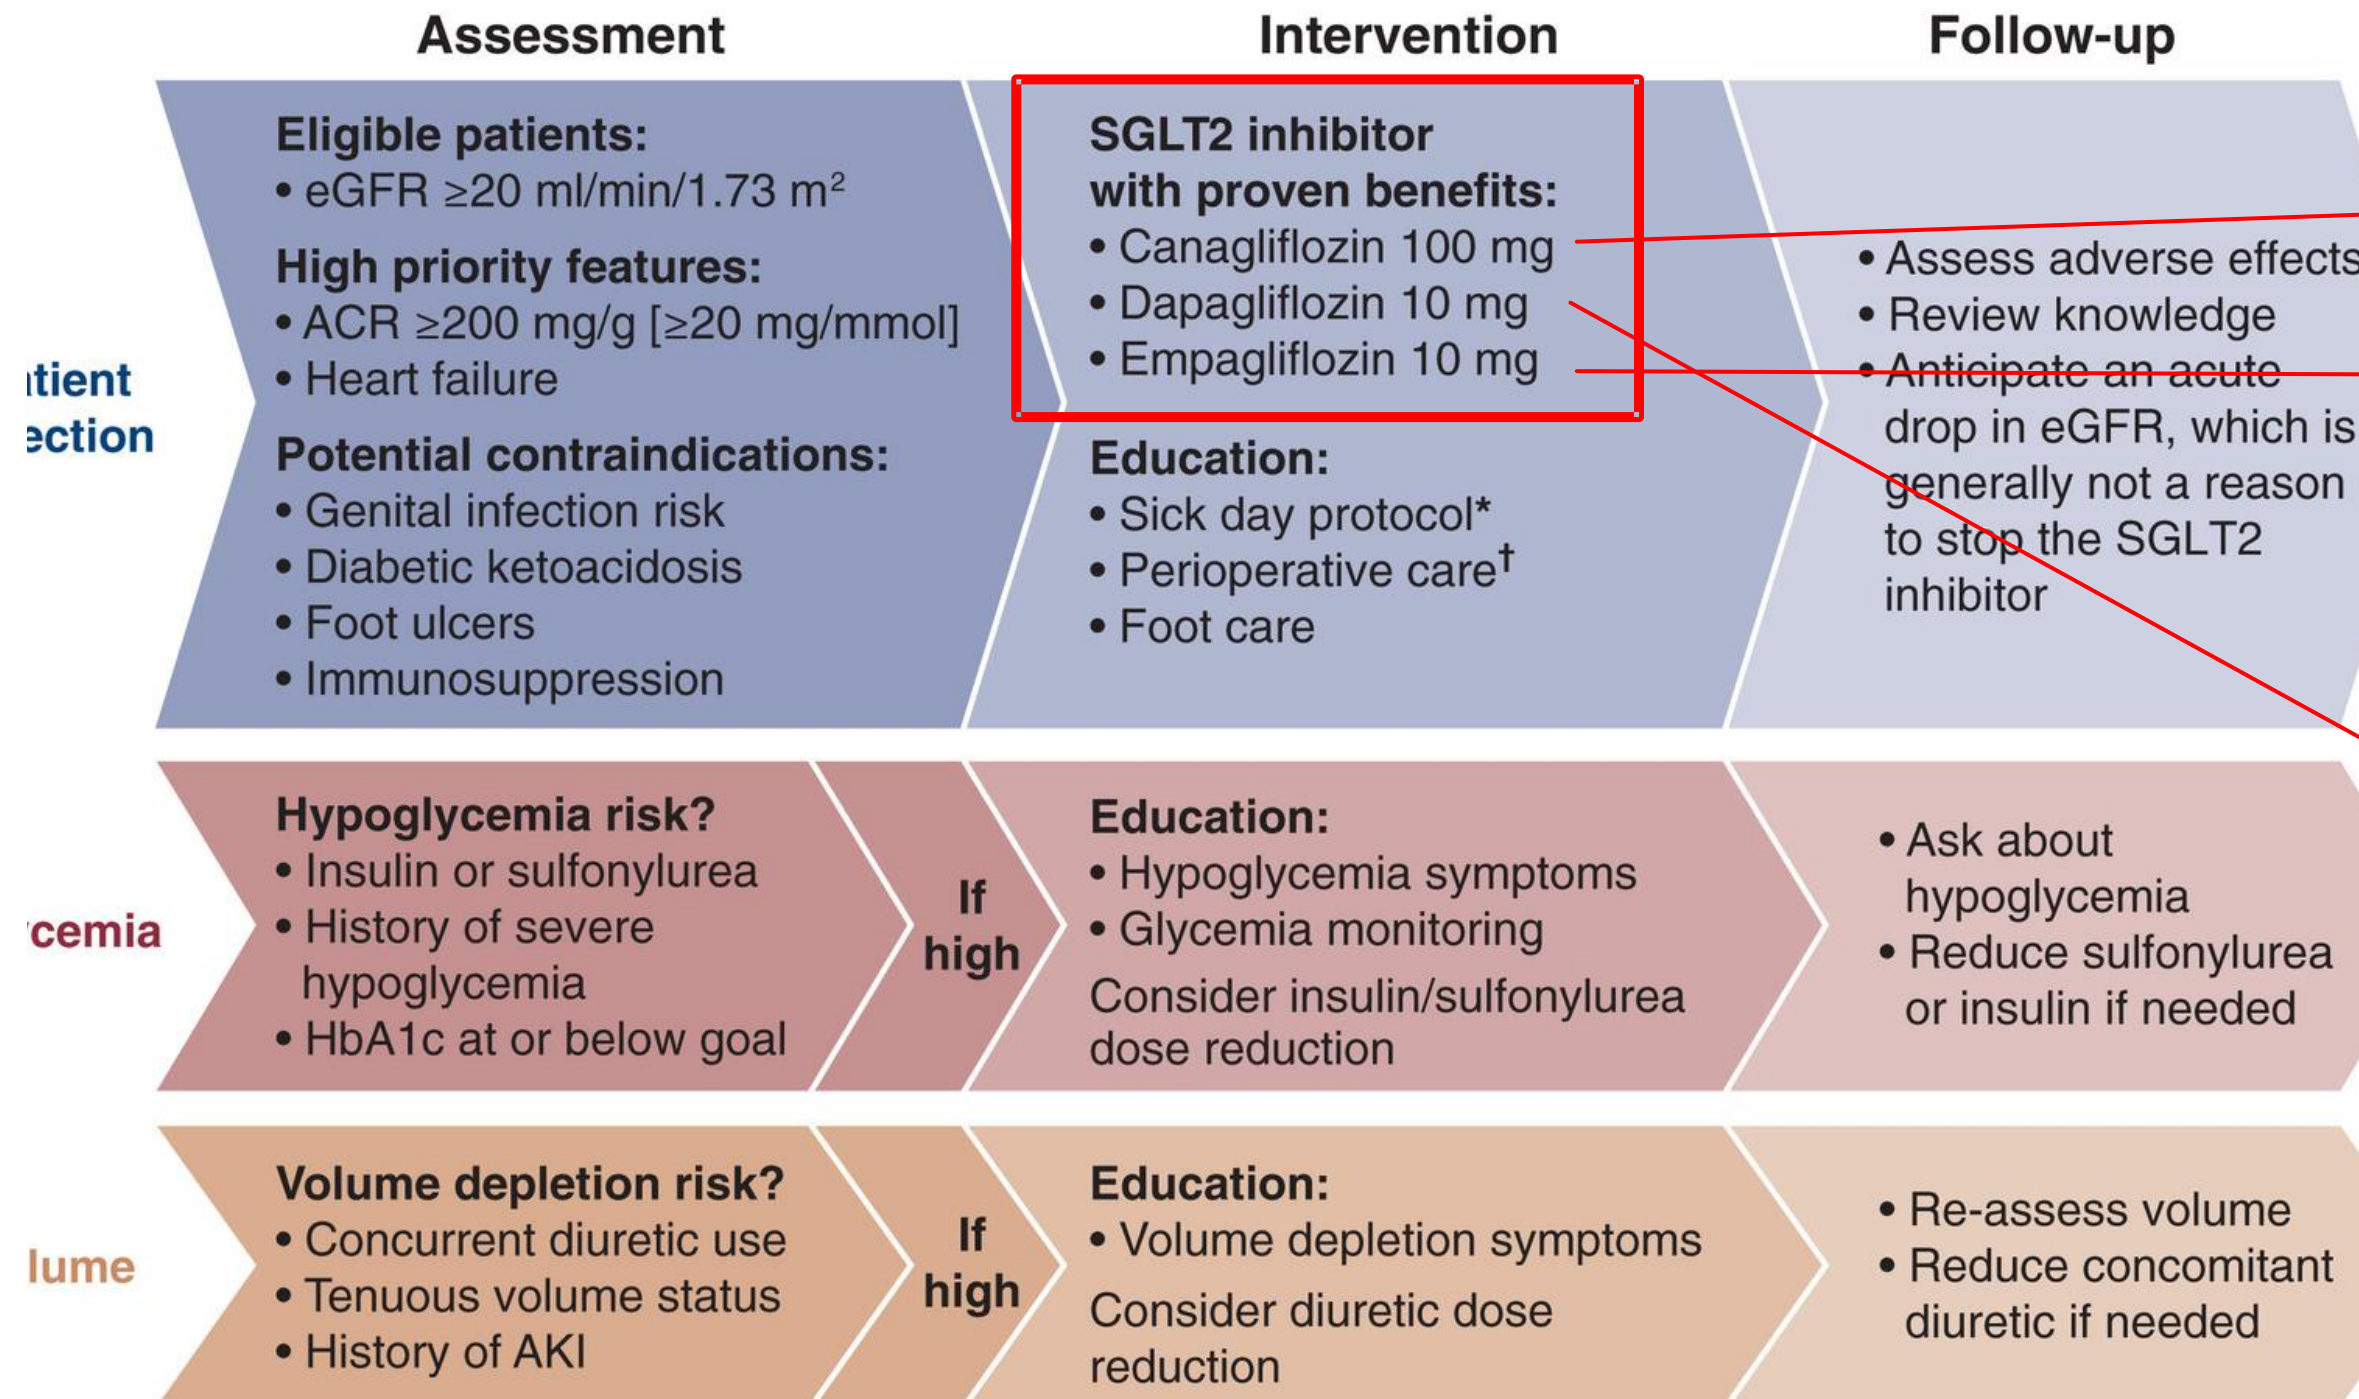 Assessment
Intervention
Follow-up
tient
ection
Eligible patients:
• eGFR ≥20 ml/min/1.73 m²
High priority features:
• ACR ≥200 mg/g [≥20 mg/mmol]
• Heart failure
Potential contraindications:
• Genital infection risk
• Diabetic ketoacidosis
• Foot ulcers
• Immunosuppression
SGLT2 inhibitor
with proven benefits:
• Canagliflozin 100 mg
• Dapagliflozin 10 mg
• Empagliflozin 10 mg
Education:
• Sick day protocol*
• Perioperative care†
• Foot care
• Assess adverse effects
• Review knowledge
• Anticipate an acute
drop in eGFR, which is
generally not a reason
to stop the SGLT2
inhibitor
cemia
Hypoglycemia risk?
• Insulin or sulfonylurea
• History of severe
hypoglycemia
• HbA1c at or below goal
If
high
Education:
• Hypoglycemia symptoms
• Glycemia monitoring
Consider insulin/sulfonylurea
dose reduction
• Ask about
hypoglycemia
• Reduce sulfonylurea
or insulin if needed
lume
Volume depletion risk?
• Concurrent diuretic use
• Tenuous volume status
• History of AKI
If
high
Education:
• Volume depletion symptoms
Consider diuretic dose
reduction
• Re-assess volume
• Reduce concomitant
diuretic if needed